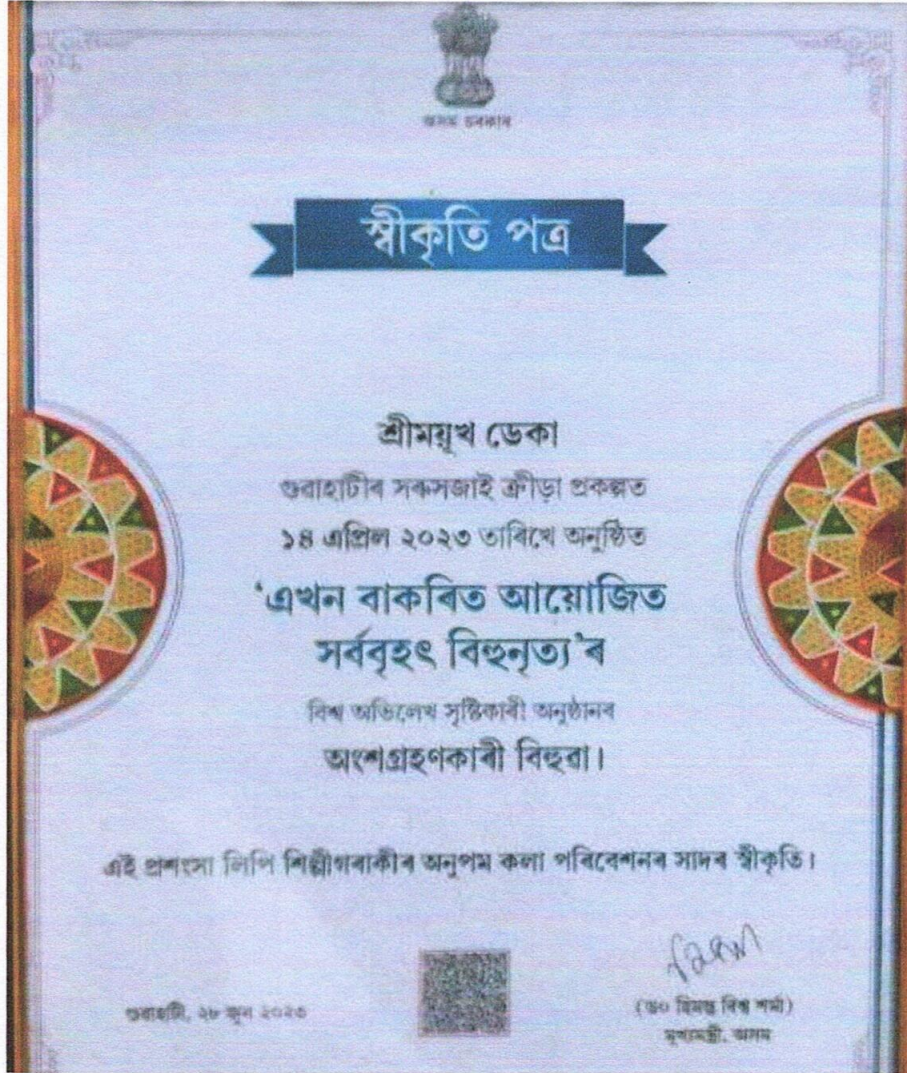 অসম চৰকাৰ
স্বীকৃতি পত্ৰ
শ্ৰীময়ূখ ডেকা
গুৱাহাটীৰ সৰুসজাই ক্ৰীড়া প্ৰকল্পত
১৪ এপ্ৰিল ২০২৩ তাৰিখে অনুষ্ঠিত
‘এখন বাকৰিত আয়োজিত
সৰ্ববৃহৎ বিহুনৃত্য’ৰ
বিশ্ব অভিলেখ সৃষ্টিকাৰী অনুষ্ঠানৰ
অংশগ্ৰহণকাৰী বিহুৱা।
এই প্ৰশংসা লিপি শিল্পীগৰাকীৰ অনুপম কলা পৰিবেশনৰ সাদৰ স্বীকৃতি।
গুৱাহাটী, ২৮ জুন ২০২৩
(ড০ হিমন্ত বিশ্ব শৰ্মা)
মুখ্যমন্ত্ৰী, অসম